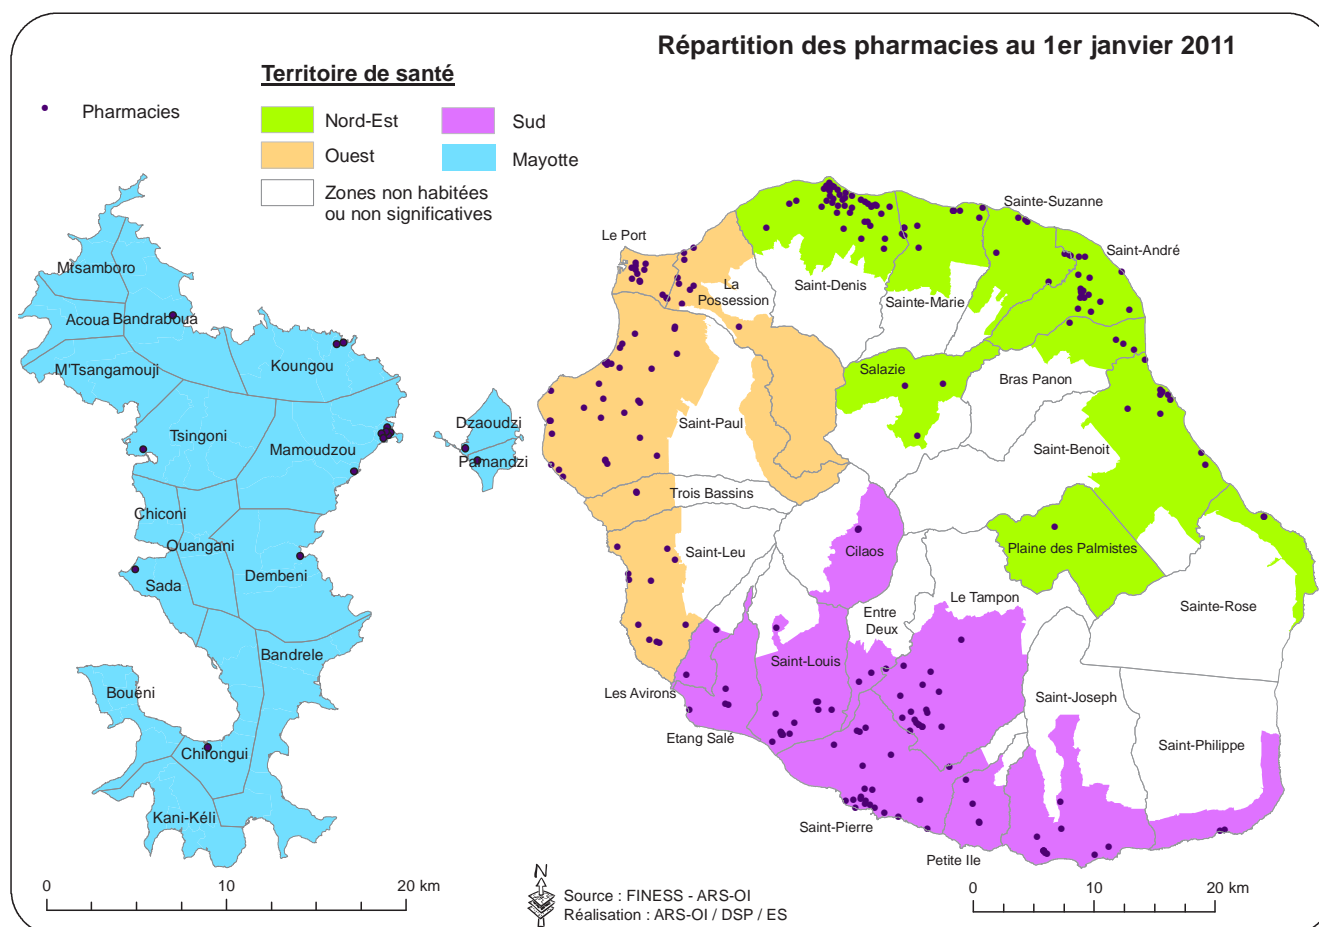 Répartition des pharmacies au 1er janvier 2011
Territoire de santé
Pharmacies
Nord-Est
Sud
Ouest
Mayotte
Zones non habitées
ou non significatives
Mtsamboro
Acoua
Bandraboua
M'Tsangamouji
Koungou
Tsingoni
Mamoudzou
Dzaoudzi
Pamandzi
Chiconi
Ouangani
Sada
Dembeni
Bandrele
Bouéni
Chirongui
Kani-Kéli
Le Port
La
Possession
Saint-Denis
Sainte-Marie
Sainte-Suzanne
Saint-André
Salazie
Bras Panon
Saint-Paul
Saint-Benoit
Trois Bassins
Saint-Leu
Cilaos
Plaine des Palmistes
Entre
Deux
Le Tampon
Sainte-Rose
Saint-Louis
Les Avirons
Saint-Joseph
Etang Salé
Saint-Philippe
Saint-Pierre
Petite Ile
0 10 20 km
N
Source : FINESS - ARS-OI
Réalisation : ARS-OI / DSP / ES
0 10 20 km